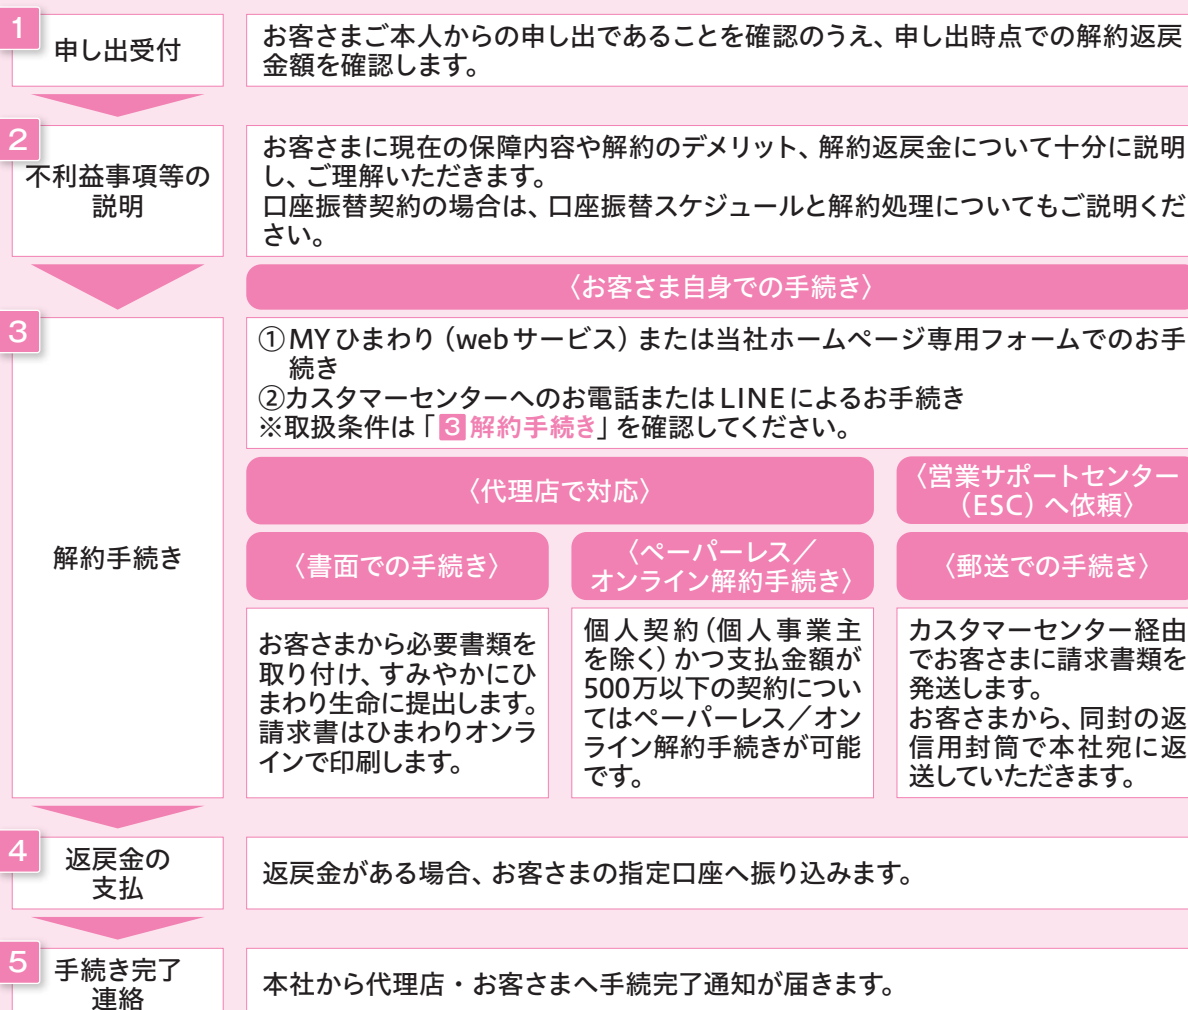 1
申し出受付
お客さまご本人からの申し出であることを確認のうえ、申し出時点での解約返戻
金額を確認します。
2
不利益事項等の
説明
お客さまに現在の保障内容や解約のデメリット、解約返戻金について十分に説明
し、ご理解いただきます。
口座振替契約の場合は、口座振替スケジュールと解約処理についてもご説明くだ
さい。
3
解約手続き
〈お客さま自身での手続き〉
①MYひまわり（webサービス）または当社ホームページ専用フォームでのお手
続き
②カスタマーセンターへのお電話またはLINEによるお手続き
※取扱条件は「3解約手続き」を確認してください。
〈代理店で対応〉
〈書面での手続き〉
お客さまから必要書類を
取り付け、すみやかにひ
まわり生命に提出します。
請求書はひまわりオンラ
インで印刷します。
〈ペーパーレス／
オンライン解約手続き〉
個人契約（個人事業主
を除く）かつ支払金額が
500万以下の契約につい
てはペーパーレス／オン
ライン解約手続きが可能
です。
〈営業サポートセンター
（ESC）へ依頼〉
〈郵送での手続き〉
カスタマーセンター経由
でお客さまに請求書類を
発送します。
お客さまから、同封の返
信用封筒で本社宛に返
送していただきます。
4
返戻金の
支払
返戻金がある場合、お客さまの指定口座へ振り込みます。
5
手続き完了
連絡
本社から代理店・お客さまへ手続完了通知が届きます。